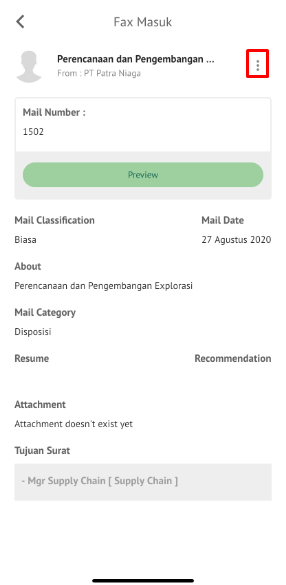 Fax Masuk
Perencanaan dan Pengembangan ...
From : PT Patra Niaga
Mail Number :
1502
Preview
Mail Classification Mail Date
Biasa 27 Agustus 2020
About
Perencanaan dan Pengembangan Explorasi
Mail Category
Disposisi
Resume Recommendation
Attachment
Attachment doesn't exist yet
Tujuan Surat
- Mgr Supply Chain [ Supply Chain ]